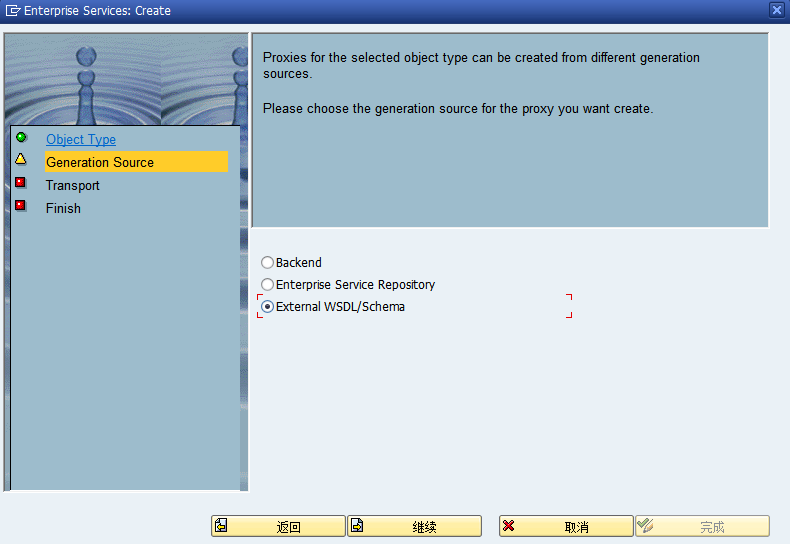 Enterprise Services: Create
Object Type
Generation Source
Transport
Finish
Proxies for the selected object type can be created from different generation
sources.
Please choose the generation source for the proxy you want create.
Backend
Enterprise Service Repository
External WSDL/Schema
返回
继续
取消
完成